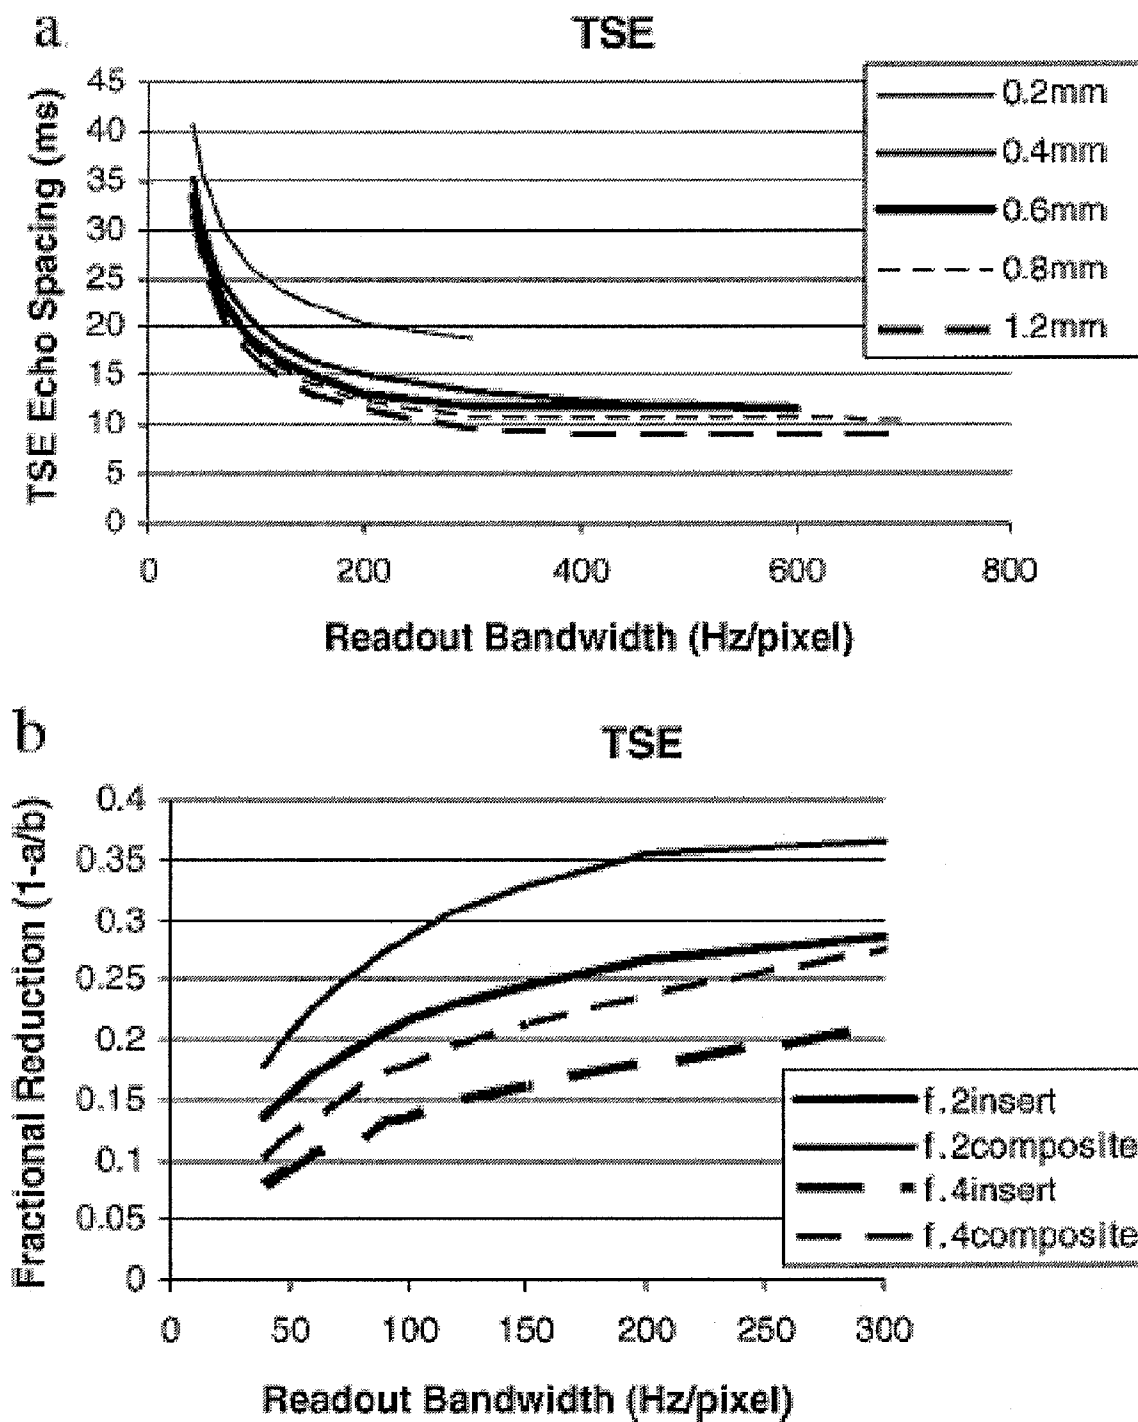 a
TSE
TSE Echo Spacing (ms)
45
40
35
30
25
20
15
10
5
0
0 200 400 600 800
Readout Bandwidth (Hz/pixel)
0.2mm
0.4mm
0.6mm
0.8mm
1.2mm
b
TSE
Fractional Reduction (1-a/b)
0.4
0.35
0.3
0.25
0.2
0.15
0.1
0.05
0
0 50 100 150 200 250 300
Readout Bandwidth (Hz/pixel)
f.2insert
f.2composite
f.4insert
f.4composite